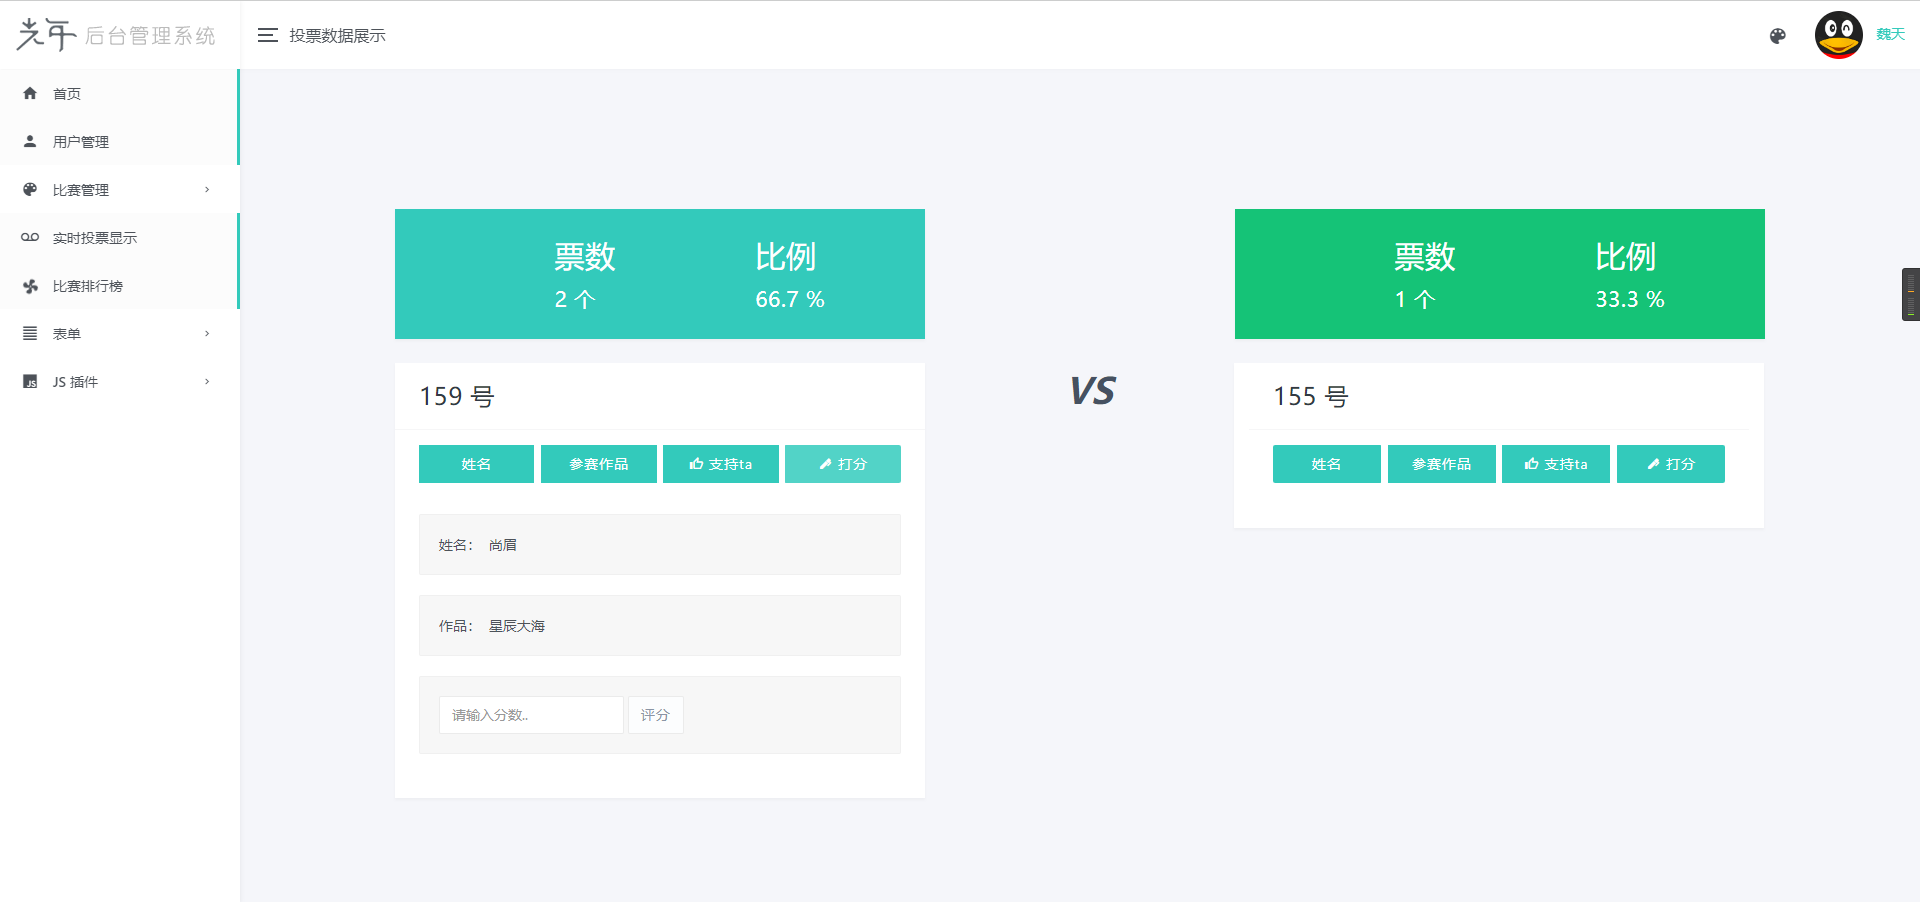 光年 后台管理系统
投票数据展示
魏天
首页
用户管理
比赛管理
实时投票显示
比赛排行榜
表单
JS 插件
票数 比例
2 个 66.7 %
票数 比例
1 个 33.3 %
159 号
VS
155 号
姓名 参赛作品 支持ta 打分
姓名 参赛作品 支持ta 打分
姓名： 尚眉
作品： 星辰大海
请输入分数.. 评分